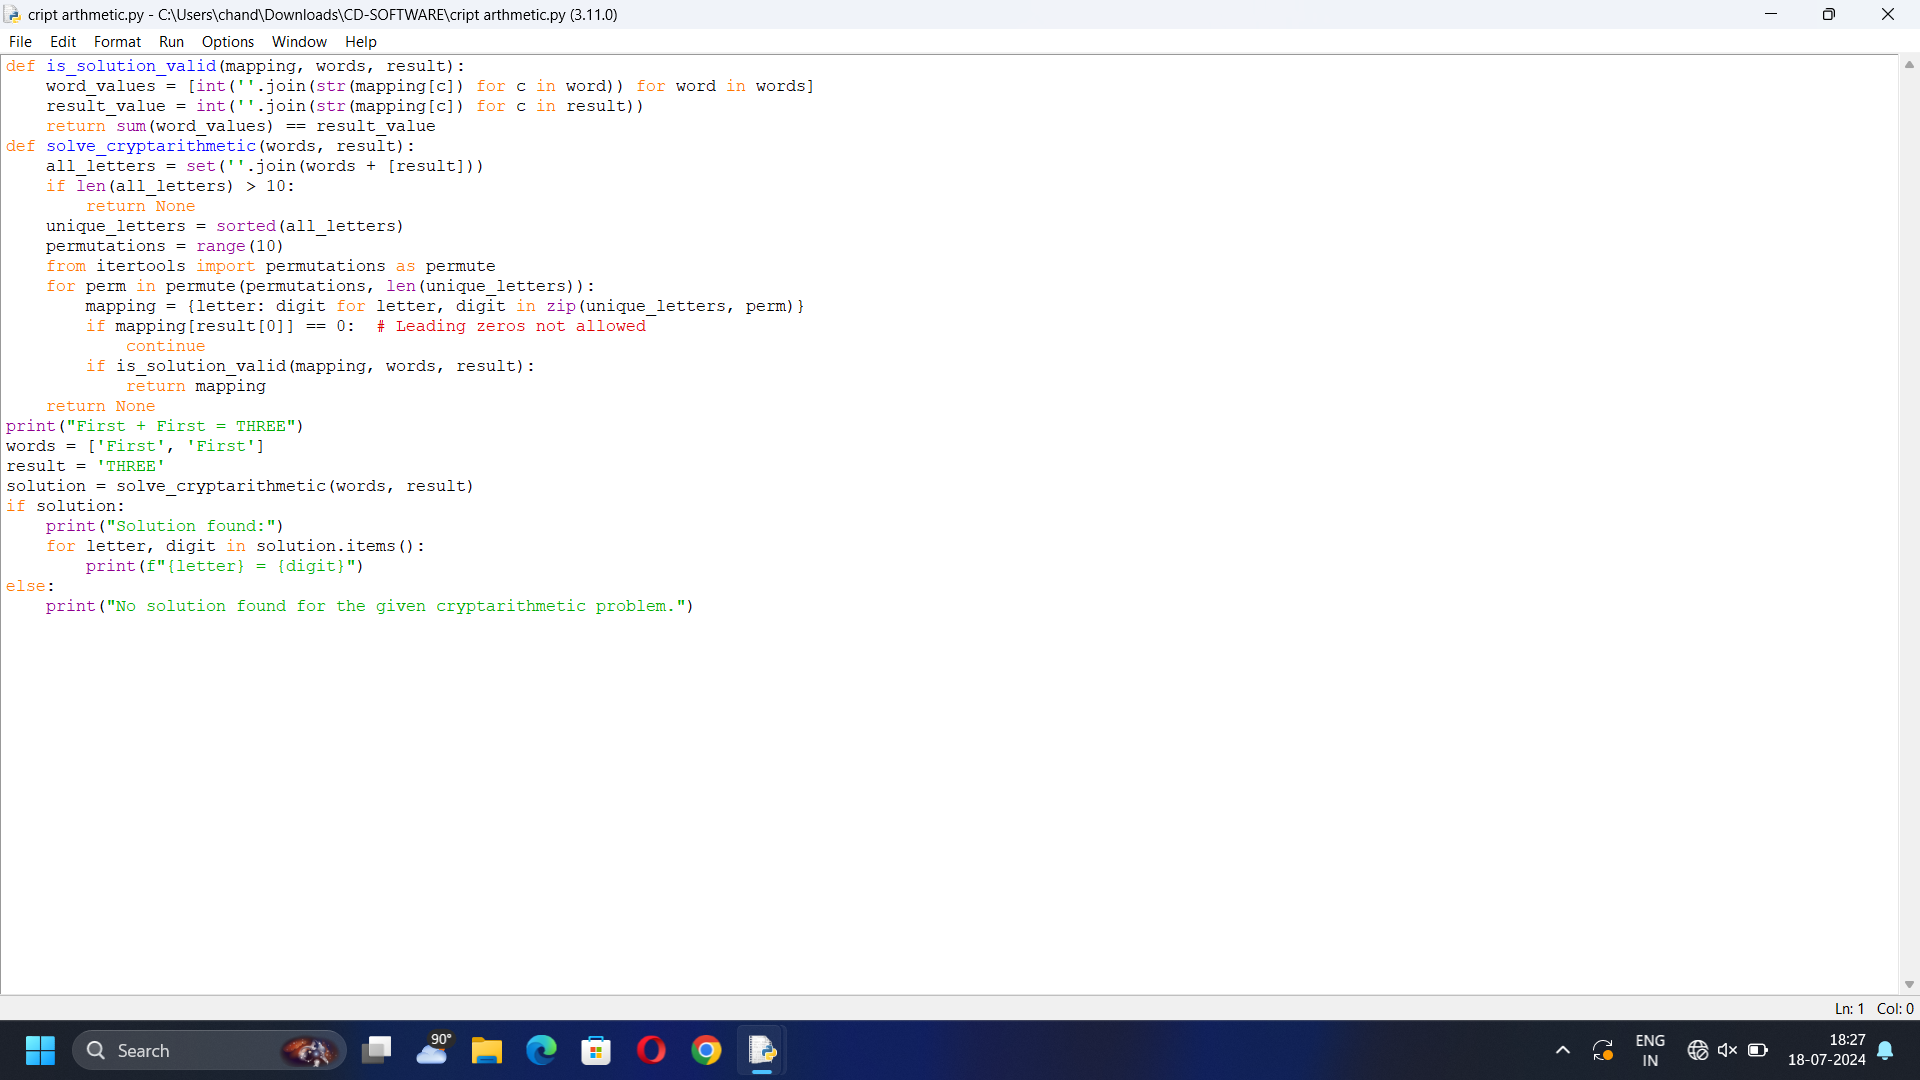 cript arthmetic.py - C:\Users\chand\Downloads\CD-SOFTWARE\cript arthmetic.py (3.11.0)
File Edit Format Run Options Window Help
def is_solution_valid(mapping, words, result):
    word_values = [int(''.join(str(mapping[c]) for c in word)) for word in words]
    result_value = int(''.join(str(mapping[c]) for c in result))
    return sum(word_values) == result_value
def solve_cryptarithmetic(words, result):
    all_letters = set(''.join(words + [result]))
    if len(all_letters) > 10:
        return None
    unique_letters = sorted(all_letters)
    permutations = range(10)
    from itertools import permutations as permute
    for perm in permute(permutations, len(unique_letters)):
        mapping = {letter: digit for letter, digit in zip(unique_letters, perm)}
        if mapping[result[0]] == 0:  # Leading zeros not allowed
            continue
        if is_solution_valid(mapping, words, result):
            return mapping
    return None
print("First + First = THREE")
words = ['First', 'First']
result = 'THREE'
solution = solve_cryptarithmetic(words, result)
if solution:
    print("Solution found:")
    for letter, digit in solution.items():
        print(f"{letter} = {digit}")
else:
    print("No solution found for the given cryptarithmetic problem.")
Ln: 1 Col: 0
Search
90°
ENG
IN
18:27
18-07-2024